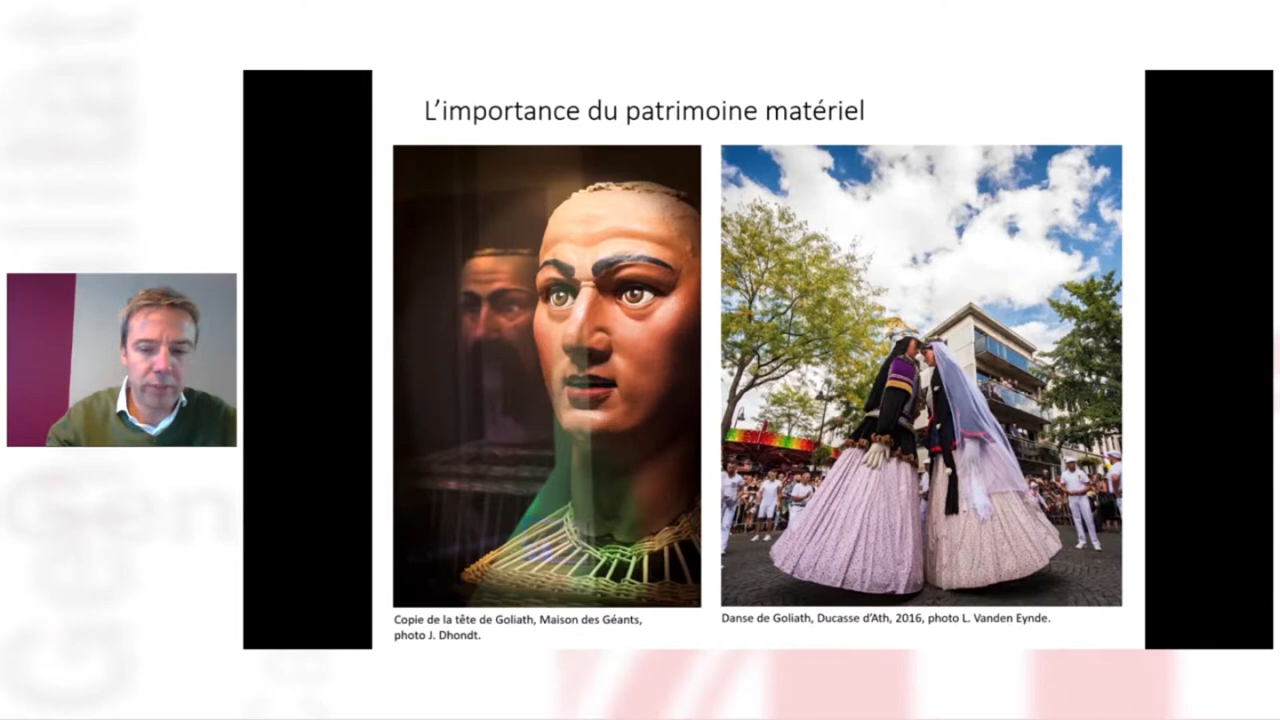 L'importance du patrimoine matériel
Copie de la tête de Goliath, Maison des Géants,
photo J. Dhondt.
Danse de Goliath, Ducasse d'Ath, 2016, photo L. Vanden Eynde.